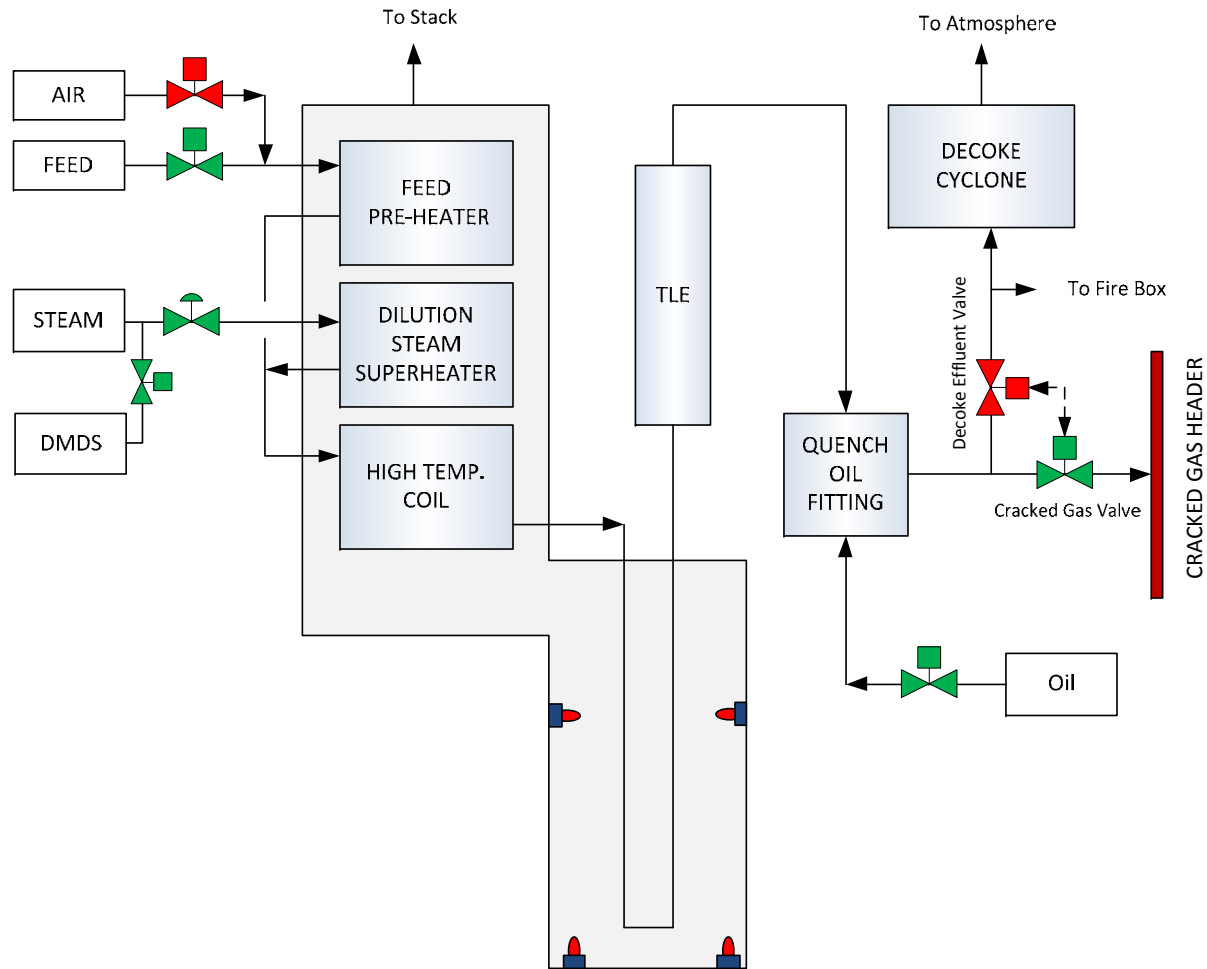 To Stack
To Atmosphere
AIR
FEED
FEED
PRE-HEATER
DECOKE
CYCLONE
STEAM
DILUTION
STEAM
SUPERHEATER
TLE
To Fire Box
Decoke Effluent Valve
DMDS
HIGH TEMP.
COIL
QUENCH
OIL
FITTING
Cracked Gas Valve
CRACKED GAS HEADER
Oil